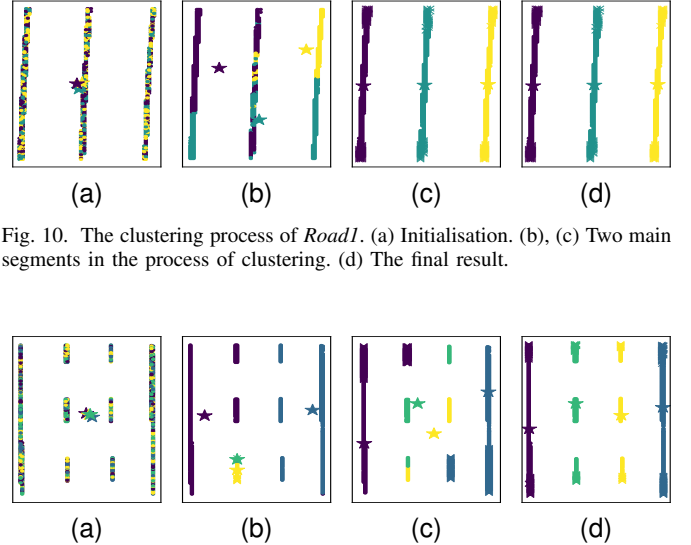 (a) (b) (c) (d)
Fig. 10. The clustering process of Road1. (a) Initialisation. (b), (c) Two main
segments in the process of clustering. (d) The final result.
(a) (b) (c) (d)